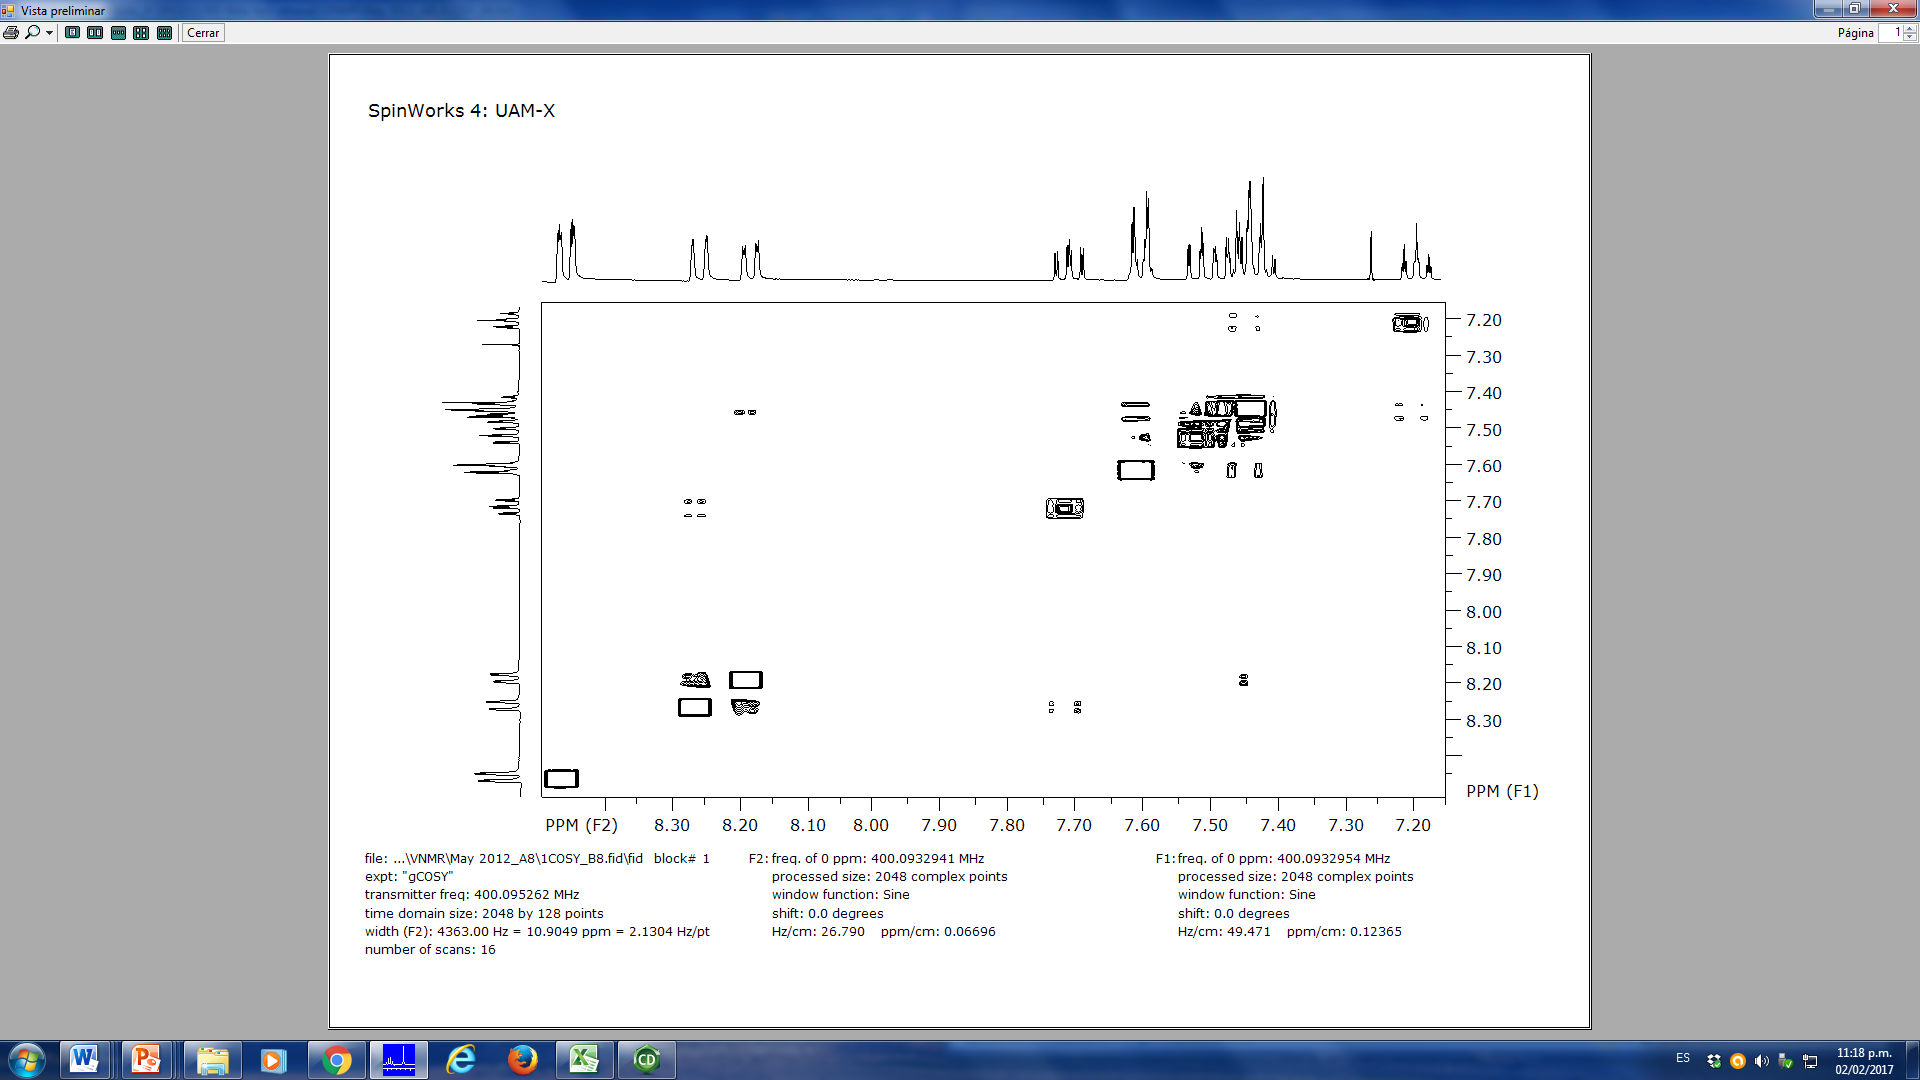 Vista preliminar
Cerrar
Página 1
SpinWorks 4: UAM-X
7.20
7.30
7.40
7.50
7.60
7.70
7.80
7.90
8.00
8.10
8.20
8.30
PPM (F1)
PPM (F2) 8.30 8.20 8.10 8.00 7.90 7.80 7.70 7.60 7.50 7.40 7.30 7.20
file: ...\VNMR\May 2012_A8\1COSY_B8.fid\fid block# 1
expt: "gCOSY"
transmitter freq: 400.095262 MHz
time domain size: 2048 by 128 points
width (F2): 4363.00 Hz = 10.9049 ppm = 2.1304 Hz/pt
number of scans: 16
F2: freq. of 0 ppm: 400.0932941 MHz
processed size: 2048 complex points
window function: Sine
shift: 0.0 degrees
Hz/cm: 26.790 ppm/cm: 0.06696
F1: freq. of 0 ppm: 400.0932954 MHz
processed size: 2048 complex points
window function: Sine
shift: 0.0 degrees
Hz/cm: 49.471 ppm/cm: 0.12365
ES
11:18 p.m.
02/02/2017